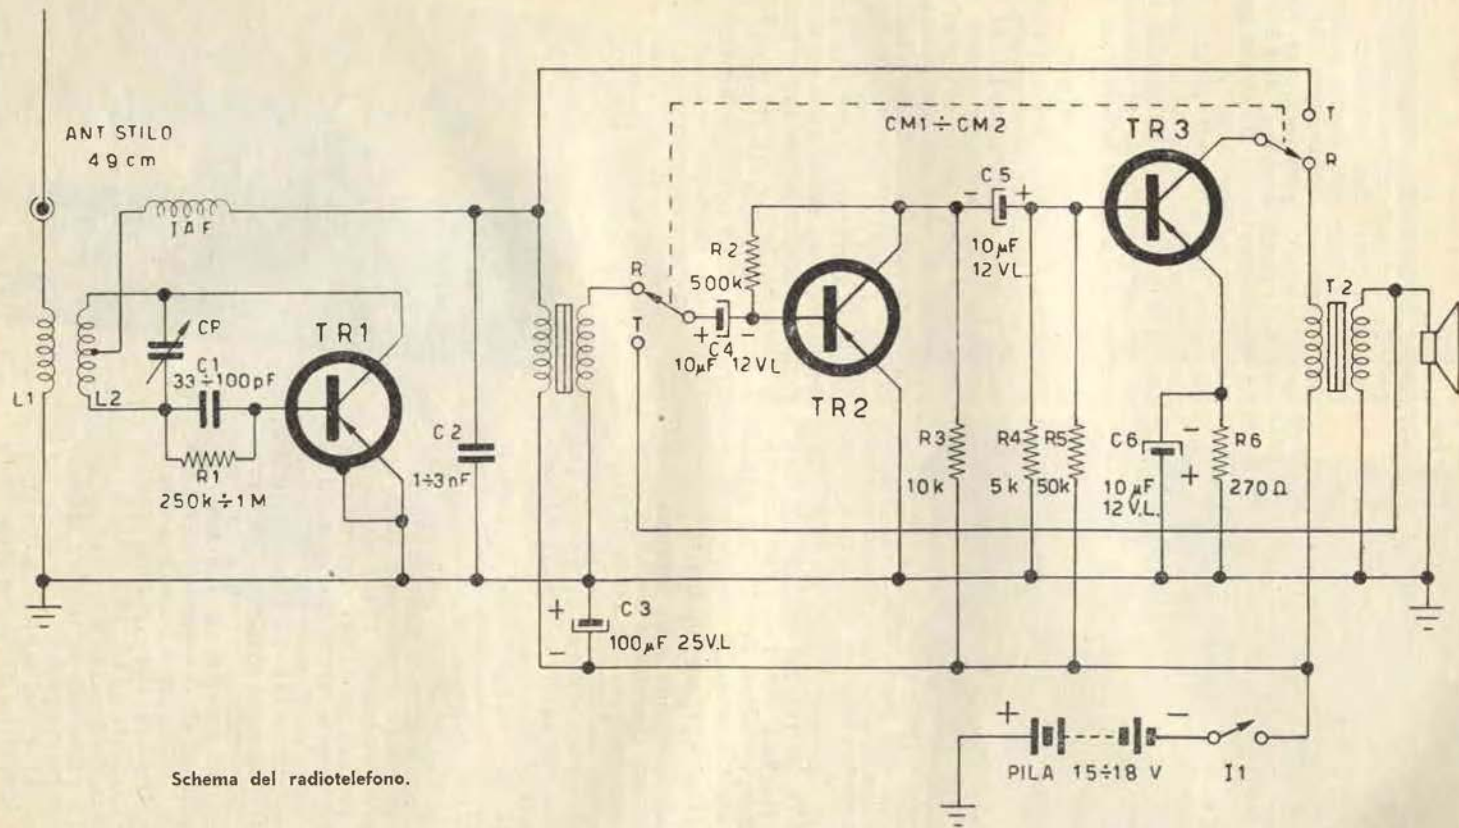 ANT STILO
49 cm
JAF
L1
L2
CP
C1
33÷100pF
R1
250k÷1M
TR1
C2
1÷3nF
R
T
CM1÷CM2
R2
500k
+ C4 -
10µF 12VL
TR2
- C5 +
10µF
12VL
TR3
T
R
T2
R3
10k
R4
5k
R5
50k
C6 -
+
10µF
12V.L.
R6
270Ω
+ C3
- 100µF 25V.L
+ -
PILA 15÷18 V
I1
Schema del radiotelefono.